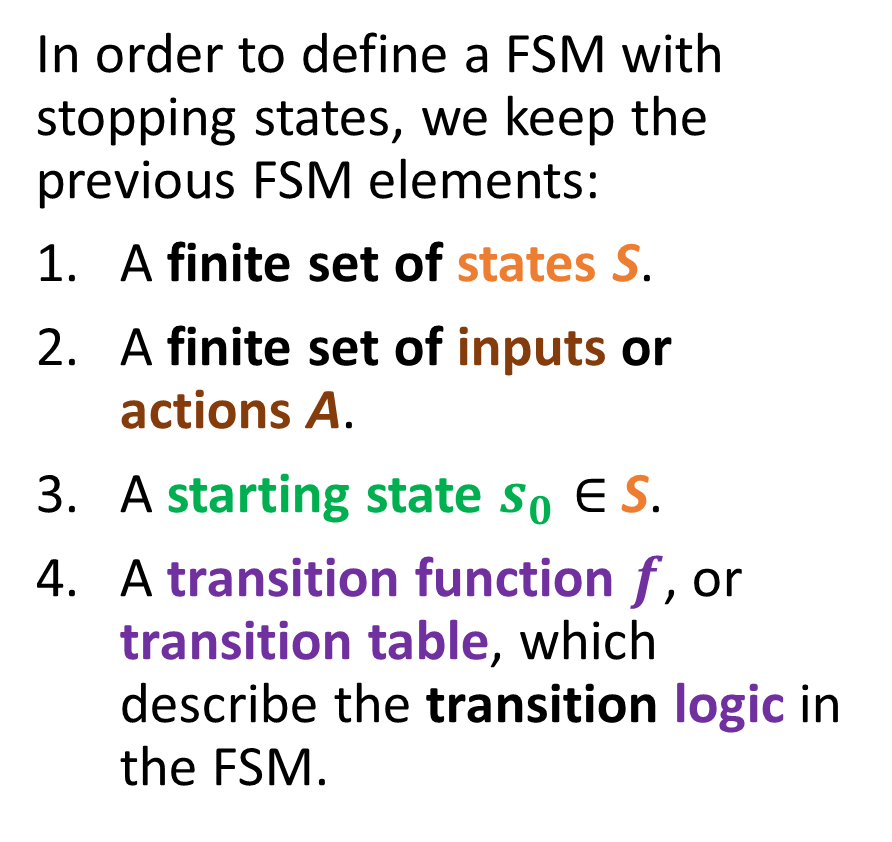 In order to define a FSM with
stopping states, we keep the
previous FSM elements:
1. A finite set of states S.
2. A finite set of inputs or
actions A.
3. A starting state s₀ ∈ S.
4. A transition function f, or
transition table, which
describe the transition logic in
the FSM.